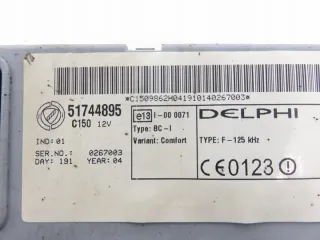 *C1509862H041910140267003*
51744895
C150 12V
IND: 01
SER.NO.: 0267003
DAY: 191 YEAR: 04
e13 I-00 0071
Type: BC-I
Variant: Comfort
DELPHI
TYPE: F-125 kHz
CE0123